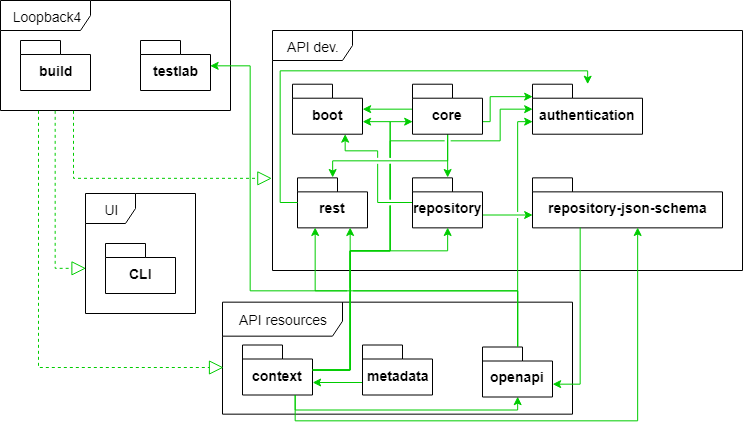 Loopback4
build
testlab
API dev.
boot
core
authentication
rest
repository
repository-json-schema
UI
CLI
API resources
context
metadata
openapi